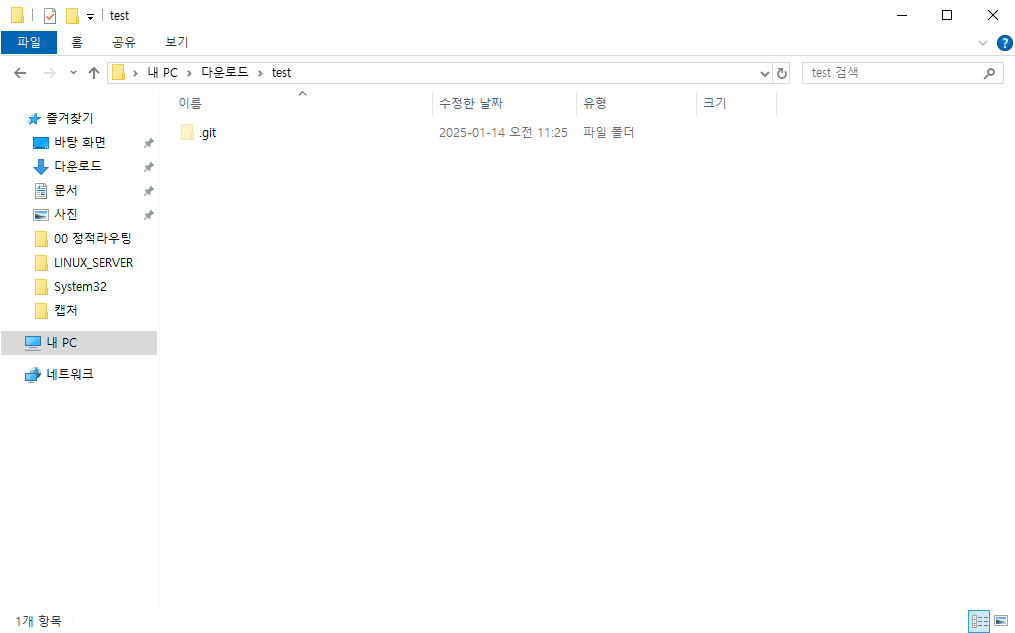 test
파일 홈 공유 보기
내 PC 다운로드 test
test 검색
이름 수정한 날짜 유형 크기
.git 2025-01-14 오전 11:25 파일 폴더
즐겨찾기
바탕 화면
다운로드
문서
사진
00 정적라우팅
LINUX_SERVER
System32
캡처
내 PC
네트워크
1개 항목